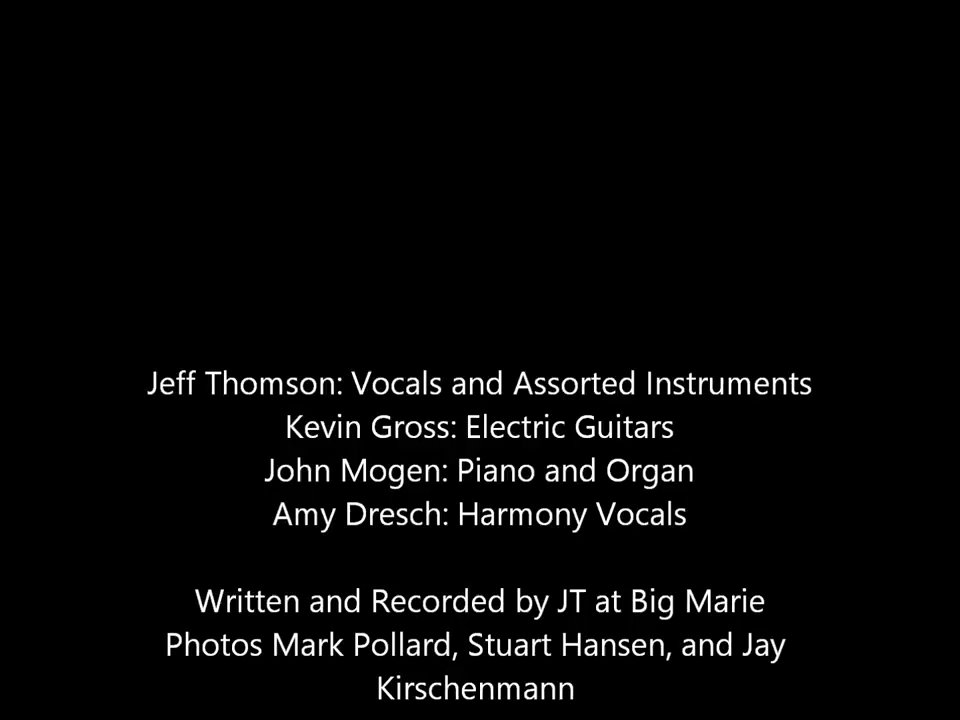 Jeff Thomson: Vocals and Assorted Instruments
Kevin Gross: Electric Guitars
John Mogen: Piano and Organ
Amy Dresch: Harmony Vocals
Written and Recorded by JT at Big Marie
Photos Mark Pollard, Stuart Hansen, and Jay
Kirschenmann